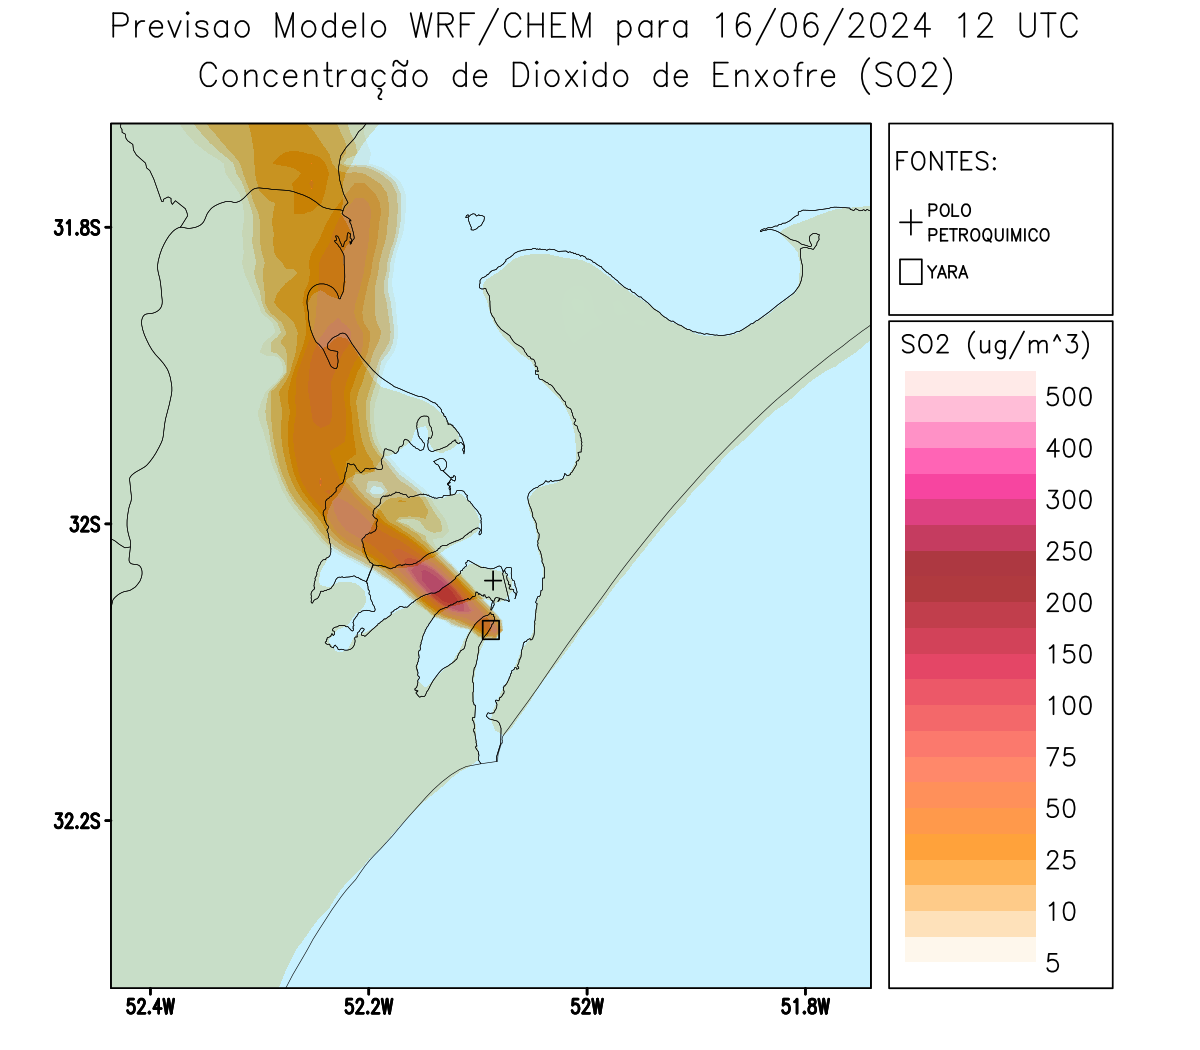 Previsao Modelo WRF/CHEM para 16/06/2024 12 UTC
Concentração de Dioxido de Enxofre (SO2)
FONTES:
POLO
PETROQUIMICO
YARA
SO2 (ug/m^3)
500
400
300
250
200
150
100
75
50
25
10
5
31.8S
32S
32.2S
52.4W
52.2W
52W
51.8W